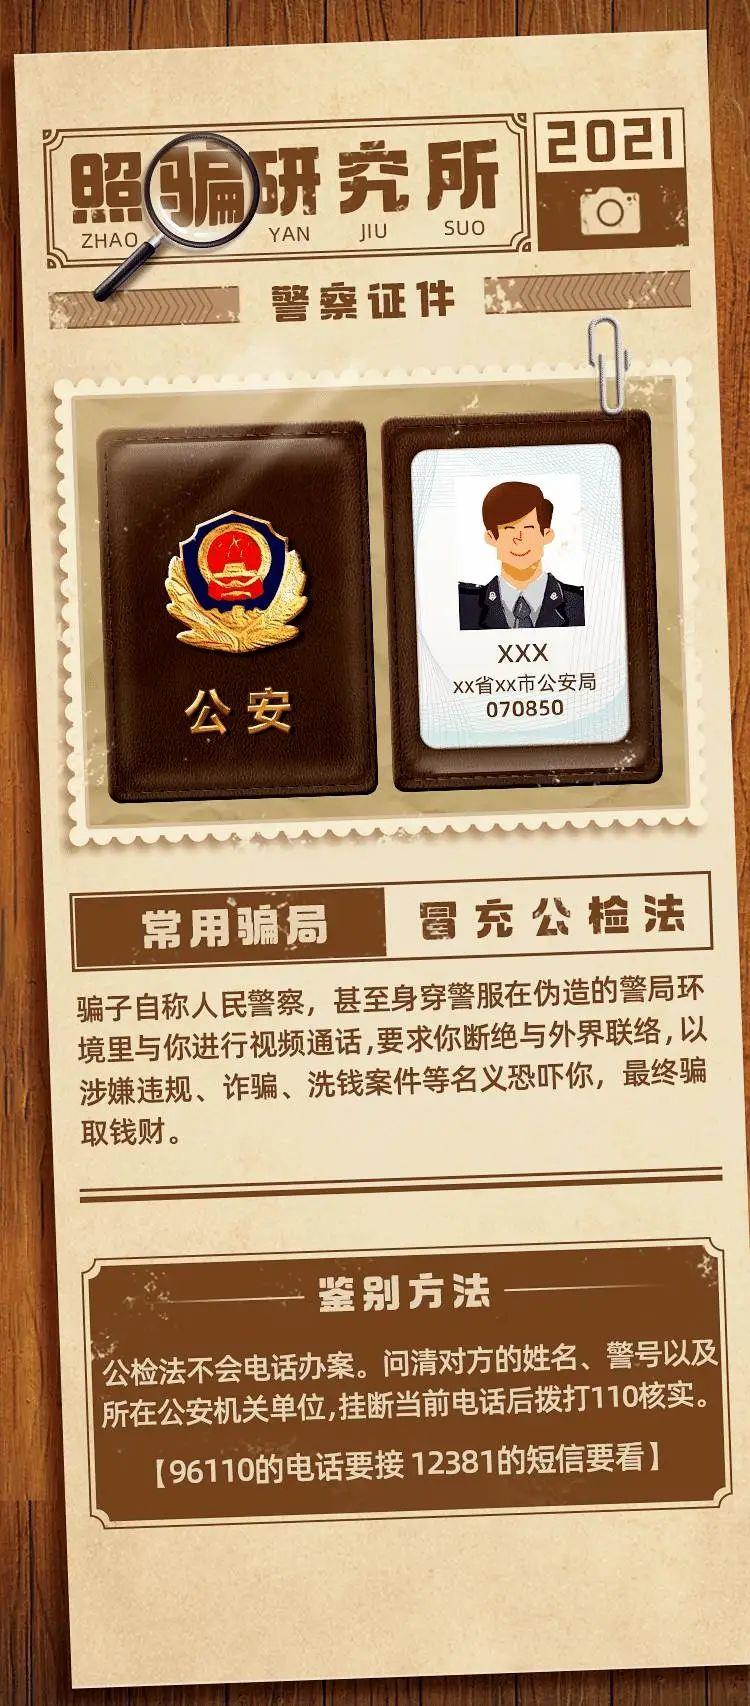 照骗研究所
ZHAO YAN JIU SUO
2021
警察证件
公安
XXX
xx省xx市公安局
070850
常用骗局 冒充公检法
骗子自称人民警察，甚至身穿警服在伪造的警局环
境里与你进行视频通话,要求你断绝与外界联络,以
涉嫌违规、诈骗、洗钱案件等名义恐吓你，最终骗
取钱财。
鉴别方法
公检法不会电话办案。问清对方的姓名、警号以及
所在公安机关单位,挂断当前电话后拨打110核实。
【96110的电话要接 12381的短信要看】